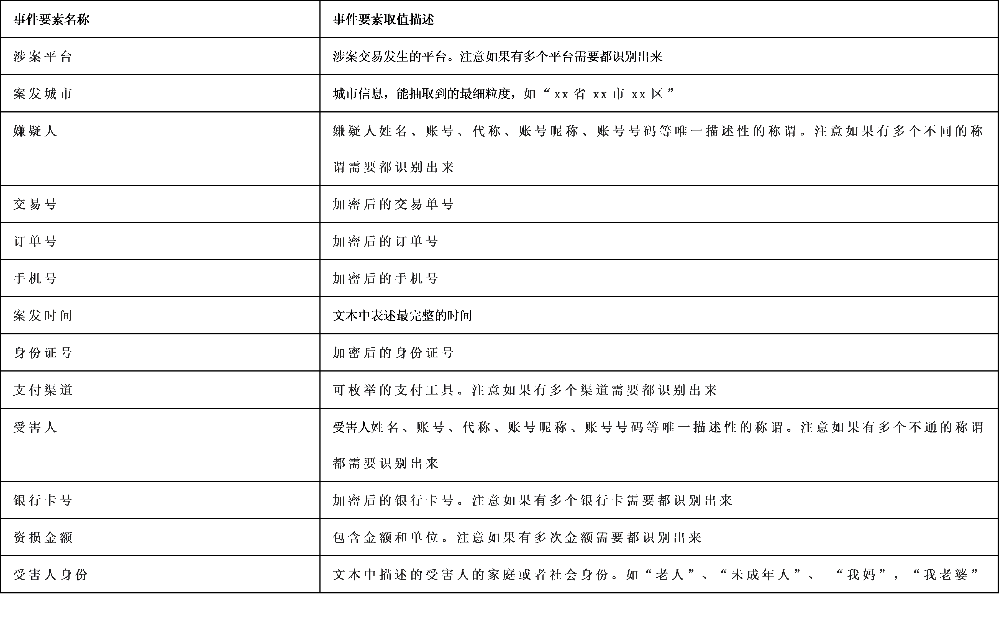 事件要素名称
事件要素取值描述
涉案平台
涉案交易发生的平台。注意如果有多个平台需要都识别出来
案发城市
城市信息，能抽取到的最细粒度，如“xx省 xx市 xx区”
嫌疑人
嫌疑人姓名、账号、代称、账号昵称、账号号码等唯一描述性的称谓。注意如果有多个不同的称
谓需要都识别出来
交易号
加密后的交易单号
订单号
加密后的订单号
手机号
加密后的手机号
案发时间
文本中表述最完整的时间
身份证号
加密后的身份证号
支付渠道
可枚举的支付工具。注意如果有多个渠道需要都识别出来
受害人
受害人姓名、账号、代称、账号昵称、账号号码等唯一描述性的称谓。注意如果有多个不通的称谓
都需要识别出来
银行卡号
加密后的银行卡号。注意如果有多个银行卡需要都识别出来
资损金额
包含金额和单位。注意如果有多次金额需要都识别出来
受害人身份
文本中描述的受害人的家庭或者社会身份。如“老人”、“未成年人”、 “我妈”，“我老婆”